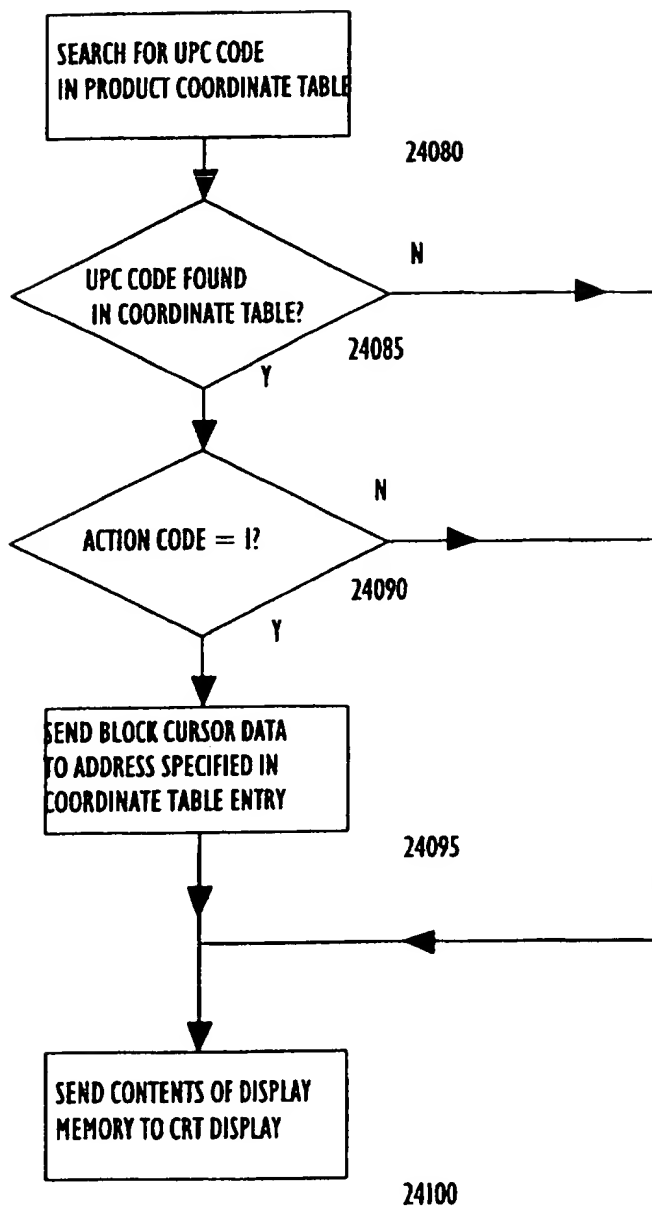 SEARCH FOR UPC CODE
IN PRODUCT COORDINATE TABLE
24080
N
UPC CODE FOUND
IN COORDINATE TABLE?
24085
Y
N
ACTION CODE = 1?
24090
Y
SEND BLOCK CURSOR DATA
TO ADDRESS SPECIFIED IN
COORDINATE TABLE ENTRY
24095
SEND CONTENTS OF DISPLAY
MEMORY TO CRT DISPLAY
24100